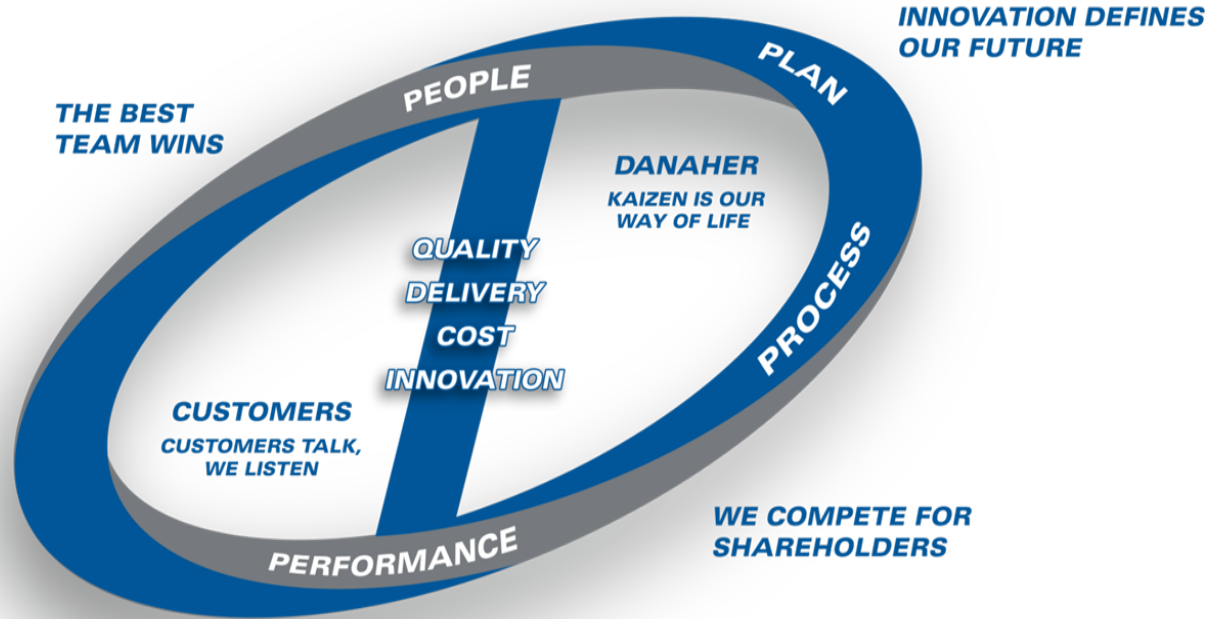 INNOVATION DEFINES
OUR FUTURE
PLAN
PEOPLE
THE BEST
TEAM WINS
DANAHER
KAIZEN IS OUR
WAY OF LIFE
QUALITY
DELIVERY
COST
INNOVATION
PROCESS
CUSTOMERS
CUSTOMERS TALK,
WE LISTEN
WE COMPETE FOR
SHAREHOLDERS
PERFORMANCE